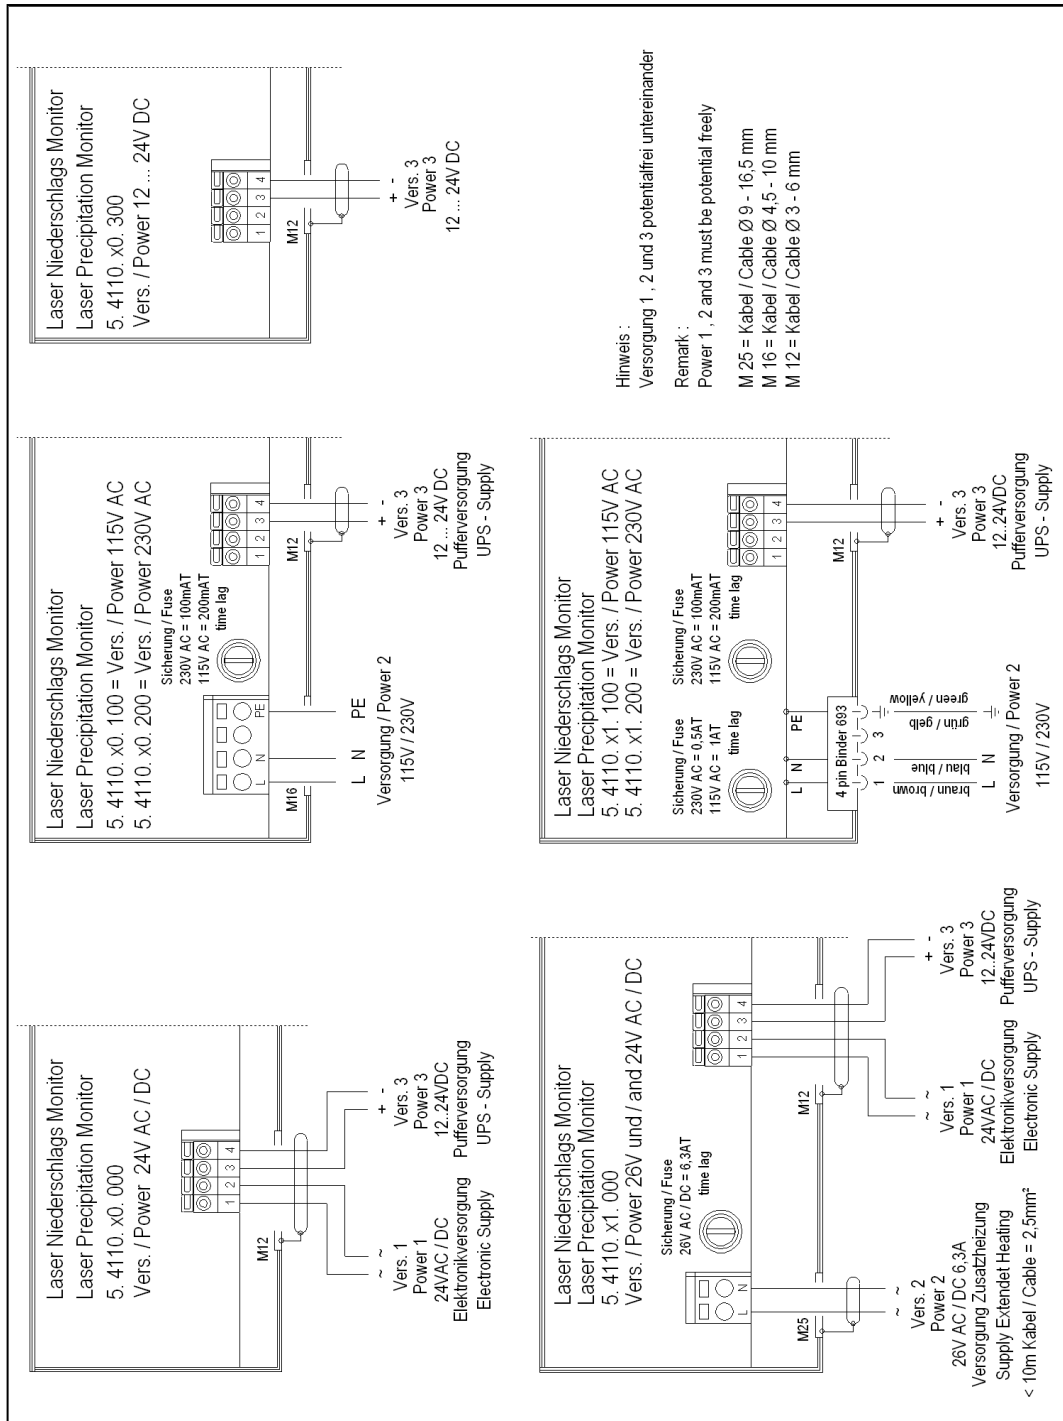 Laser Niederschlags Monitor
Laser Precipitation Monitor
5. 4110. x0. 000
Vers. / Power 24V AC / DC
1 2 3 4
M12
~ ~
Vers. 1
Power 1
24VAC / DC
Elektronikversorgung
Electronic Supply
+ -
Vers. 3
Power 3
12..24VDC
Pufferversorgung
UPS - Supply
Laser Niederschlags Monitor
Laser Precipitation Monitor
5. 4110. x0. 100 = Vers. / Power 115V AC
5. 4110. x0. 200 = Vers. / Power 230V AC
Sicherung / Fuse
230V AC = 100mAT
115V AC = 200mAT
time lag
L N PE
1 2 3 4
M16
M12
L N PE
Versorgung / Power 2
115V / 230V
+ -
Vers. 3
Power 3
12 ... 24V DC
Pufferversorgung
UPS - Supply
Laser Niederschlags Monitor
Laser Precipitation Monitor
5. 4110. x0. 300
Vers. / Power 12 ... 24V DC
1 2 3 4
M12
+ -
Vers. 3
Power 3
12 ... 24V DC
Laser Niederschlags Monitor
Laser Precipitation Monitor
5. 4110. x1. 000
Vers. / Power 26V und / and 24V AC / DC
Sicherung / Fuse
26V AC / DC = 6,3AT
time lag
L N
1 2 3 4
M25
M12
~ ~
Vers. 2
Power 2
26V AC / DC 6,3A
Versorgung Zusatzheizung
Supply Extendet Heating
< 10m Kabel / Cable = 2,5mm²
~ ~
Vers. 1
Power 1
24VAC / DC
Elektronikversorgung
Electronic Supply
+ -
Vers. 3
Power 3
12..24VDC
Pufferversorgung
UPS - Supply
Laser Niederschlags Monitor
Laser Precipitation Monitor
5. 4110. x1. 100 = Vers. / Power 115V AC
5. 4110. x1. 200 = Vers. / Power 230V AC
Sicherung / Fuse
230V AC = 0,5AT
115V AC = 1AT
time lag
Sicherung / Fuse
230V AC = 100mAT
115V AC = 200mAT
time lag
L N PE
4 pin Binder 693
1 2 3
1 2 3 4
M12
braun / brown
blau / blue
grün / gelb
green / yellow
L N
Versorgung / Power 2
115V / 230V
+ -
Vers. 3
Power 3
12..24VDC
Pufferversorgung
UPS - Supply
Hinweis :
Versorgung 1 , 2 und 3 potentialfrei untereinander
Remark :
Power 1 , 2 and 3 must be potential freely
M 25 = Kabel / Cable Ø 9 - 16,5 mm
M 16 = Kabel / Cable Ø 4,5 - 10 mm
M 12 = Kabel / Cable Ø 3 - 6 mm